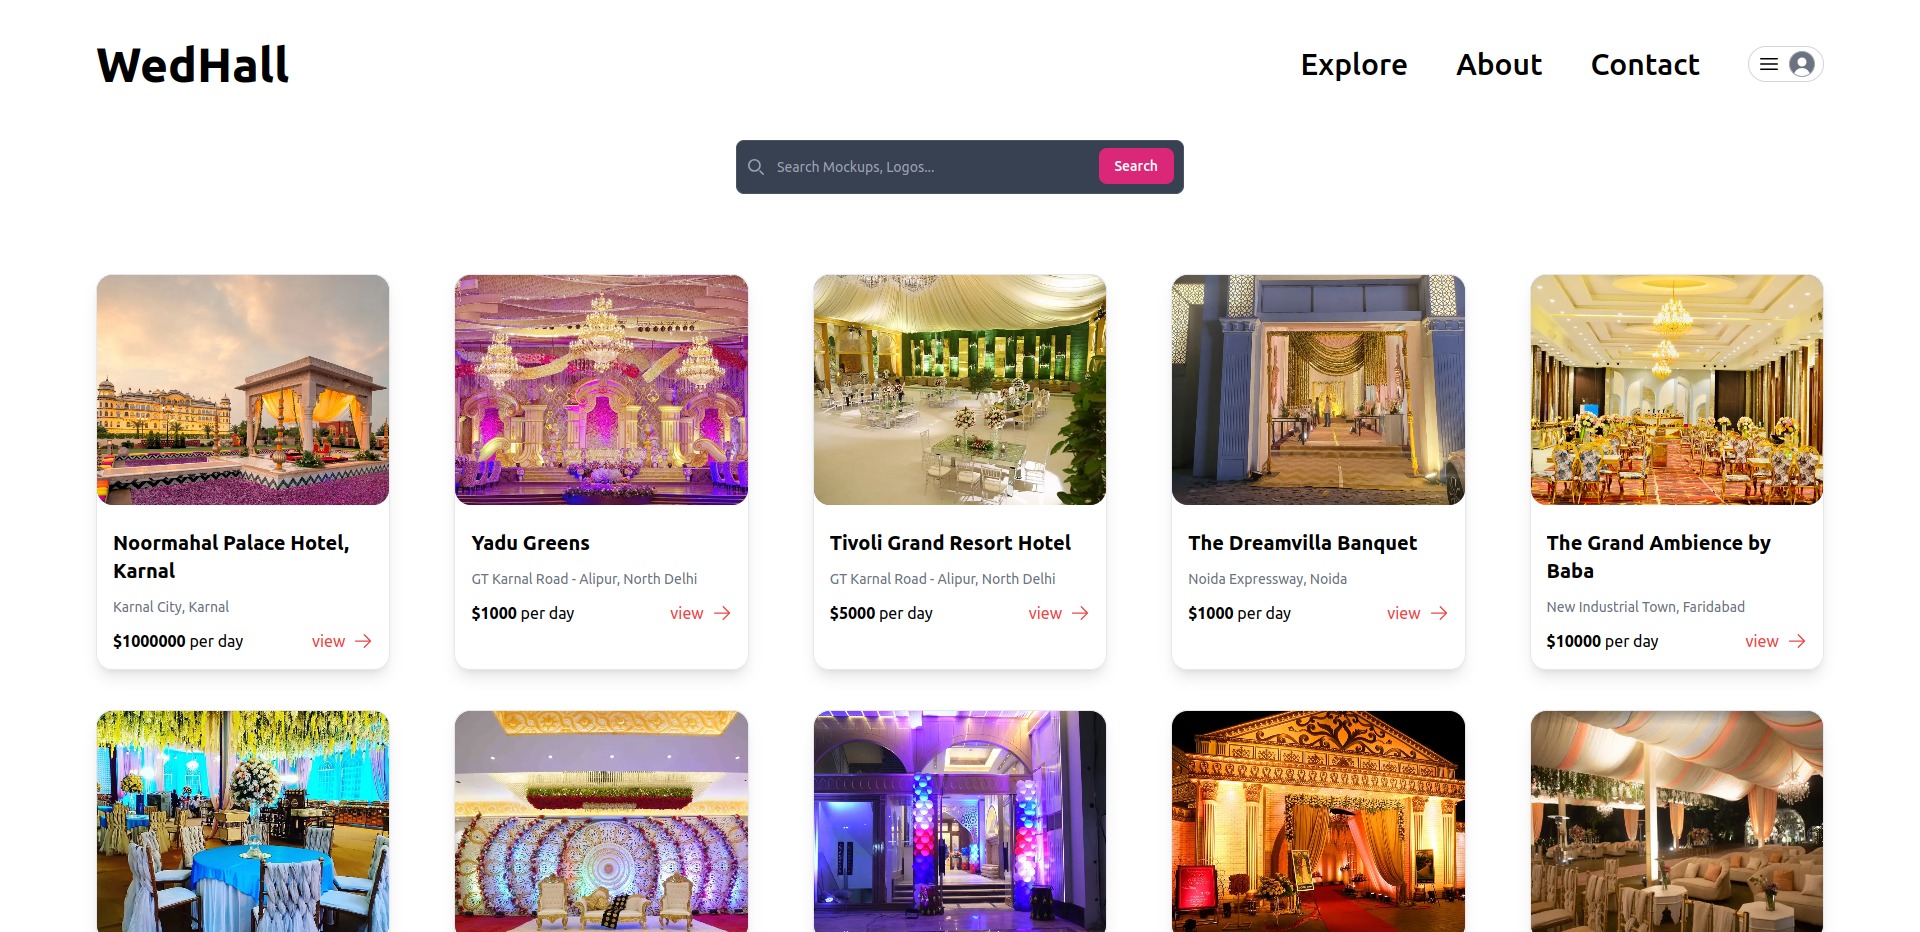 WedHall
Explore About Contact
Search Mockups, Logos...
Search
Noormahal Palace Hotel,
Karnal
Karnal City, Karnal
$1000000 per day view
Yadu Greens
GT Karnal Road - Alipur, North Delhi
$1000 per day view
Tivoli Grand Resort Hotel
GT Karnal Road - Alipur, North Delhi
$5000 per day view
The Dreamvilla Banquet
Noida Expressway, Noida
$1000 per day view
The Grand Ambience by
Baba
New Industrial Town, Faridabad
$10000 per day view